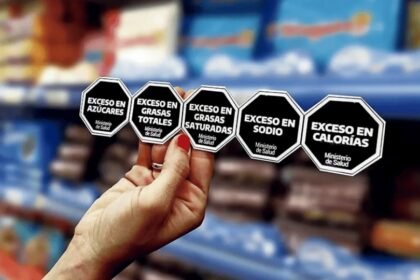 EXCESO EN
AZÚCARES
Ministerio
de Salud
EXCESO EN
GRASAS
TOTALES
Ministerio
de Salud
EXCESO EN
GRASAS
SATURADAS
Ministerio
de Salud
EXCESO EN
SODIO
Ministerio
de Salud
EXCESO EN
CALORÍAS
Ministerio
de Salud